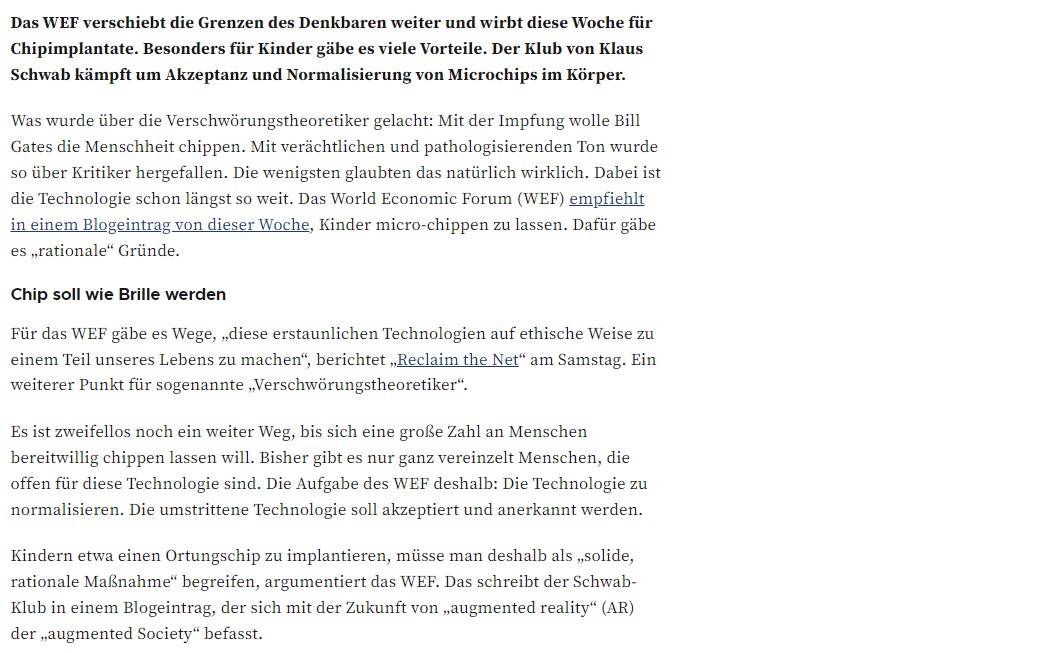 Das WEF verschiebt die Grenzen des Denkbaren weiter und wirbt diese Woche für
Chipimplantate. Besonders für Kinder gäbe es viele Vorteile. Der Klub von Klaus
Schwab kämpft um Akzeptanz und Normalisierung von Microchips im Körper.
Was wurde über die Verschwörungstheoretiker gelacht: Mit der Impfung wolle Bill
Gates die Menschheit chippen. Mit verächtlichen und pathologisierenden Ton wurde
so über Kritiker hergefallen. Die wenigsten glaubten das natürlich wirklich. Dabei ist
die Technologie schon längst so weit. Das World Economic Forum (WEF) empfiehlt
in einem Blogeintrag von dieser Woche, Kinder micro-chippen zu lassen. Dafür gäbe
es „rationale“ Gründe.
Chip soll wie Brille werden
Für das WEF gäbe es Wege, „diese erstaunlichen Technologien auf ethische Weise zu
einem Teil unseres Lebens zu machen“, berichtet „Reclaim the Net“ am Samstag. Ein
weiterer Punkt für sogenannte „Verschwörungstheoretiker“.
Es ist zweifellos noch ein weiter Weg, bis sich eine große Zahl an Menschen
bereitwillig chippen lassen will. Bisher gibt es nur ganz vereinzelt Menschen, die
offen für diese Technologie sind. Die Aufgabe des WEF deshalb: Die Technologie zu
normalisieren. Die umstrittene Technologie soll akzeptiert und anerkannt werden.
Kindern etwa einen Ortungschip zu implantieren, müsse man deshalb als „solide,
rationale Maßnahme“ begreifen, argumentiert das WEF. Das schreibt der Schwab-
Klub in einem Blogeintrag, der sich mit der Zukunft von „augmented reality“ (AR)
der „augmented Society“ befasst.